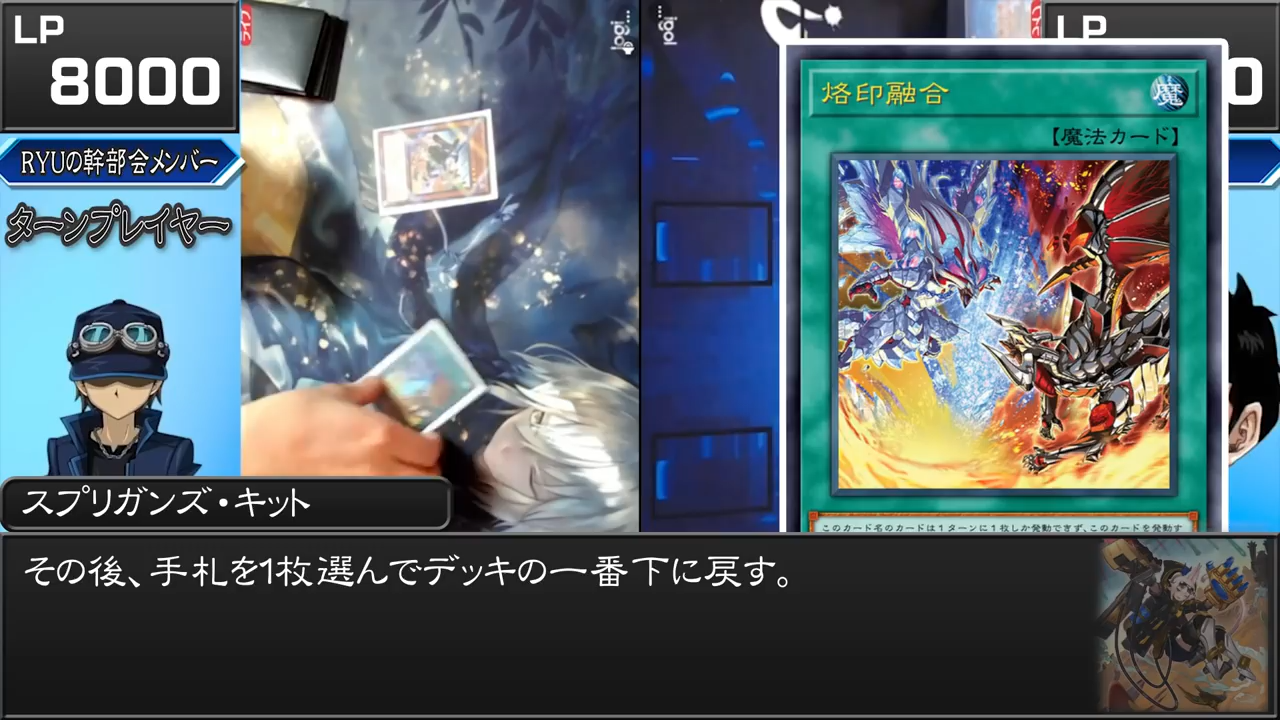 LP
8000
RYUの幹部会メンバー
ターンプレイヤー
LP
0
烙印融合
魔
【魔法カード】
このカード名のカードは1ターンに1枚しか発動できず、このカードを発動す
スプリガンズ・キット
その後、手札を1枚選んでデッキの一番下に戻す。